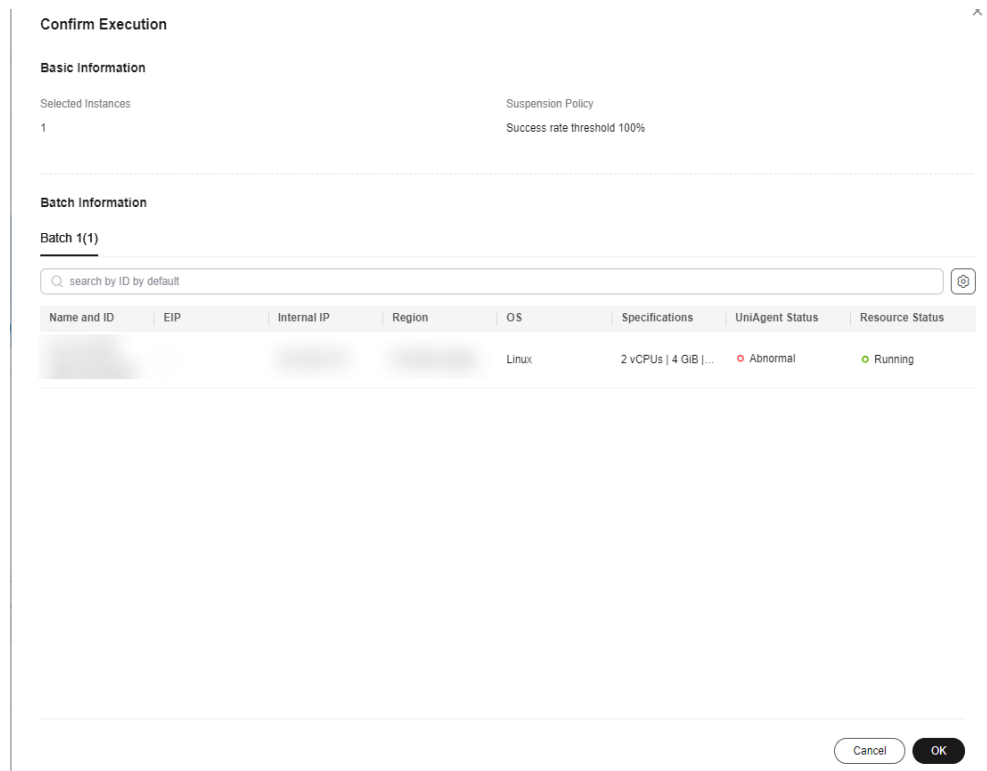 Confirm Execution
Basic Information
Selected Instances Suspension Policy
1 Success rate threshold 100%
Batch Information
Batch 1(1)
search by ID by default
Name and ID EIP Internal IP Region OS Specifications UniAgent Status Resource Status
Linux 2 vCPUs | 4 GiB |... Abnormal Running
Cancel OK